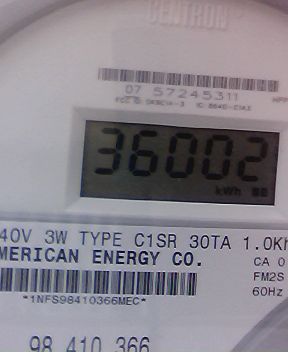 CENTRON
07 57245311
36002
kWh
40V 3W TYPE C1SR 30TA 1.0Kh
MERICAN ENERGY CO.
CA 0
FM2S
60Hz
*1NFS98410366MEC*
98 410 366